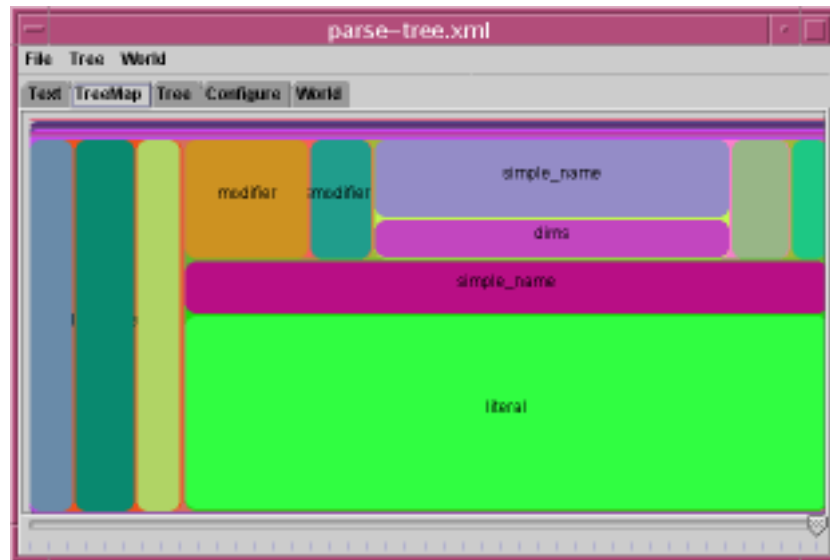 parse-tree.xml
File Tree World
Text TreeMap Tree Configure World
simple_name
modifier modifier
dims
simple_name
literal